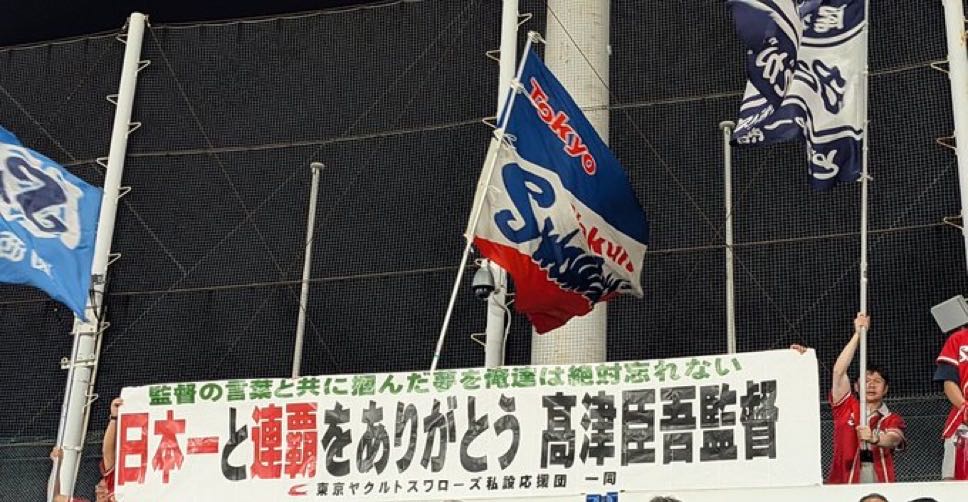 Tokyo
Yakult
監督の言葉と共に掴んだ夢を俺達は絶対忘れない
日本一と連覇をありがとう 髙津臣吾監督
東京ヤクルトスワローズ私設応援団 一同